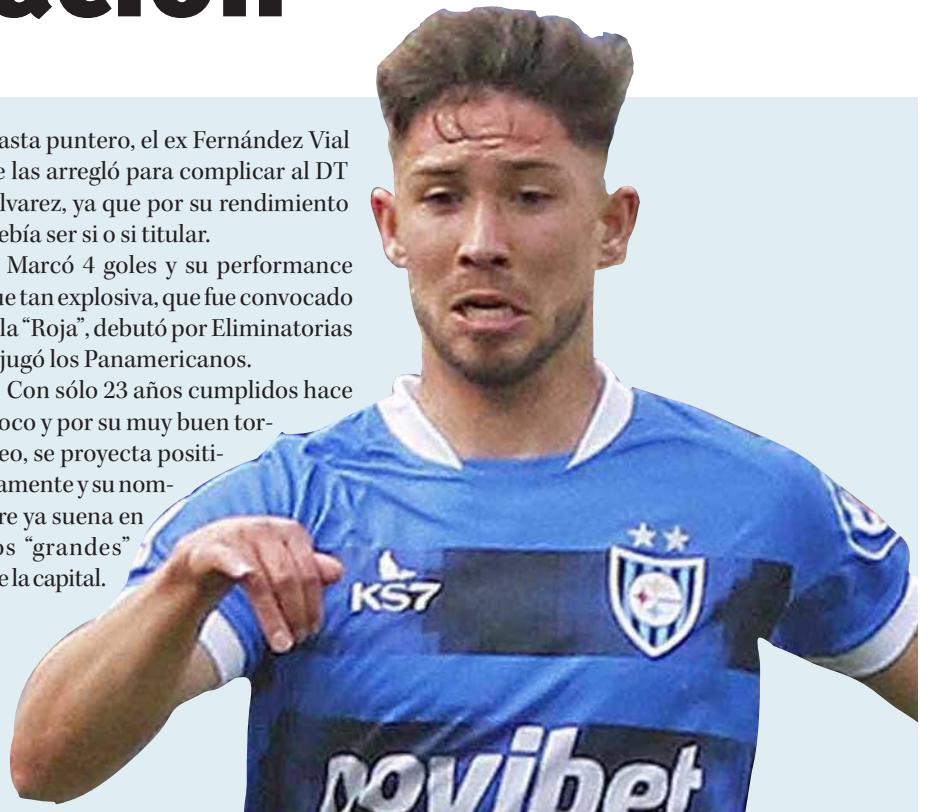 ación
asta puntero, el ex Fernández Vial
e las arregló para complicar al DT
lvarez, ya que por su rendimiento
ebía ser si o si titular.
Marcó 4 goles y su performance
ue tan explosiva, que fue convocado
la “Roja”, debutó por Eliminatorias
jugó los Panamericanos.
Con sólo 23 años cumplidos hace
oco y por su muy buen tor-
eo, se proyecta positi-
amente y su nom-
re ya suena en
os “grandes”
e la capital.
KS7
novibet